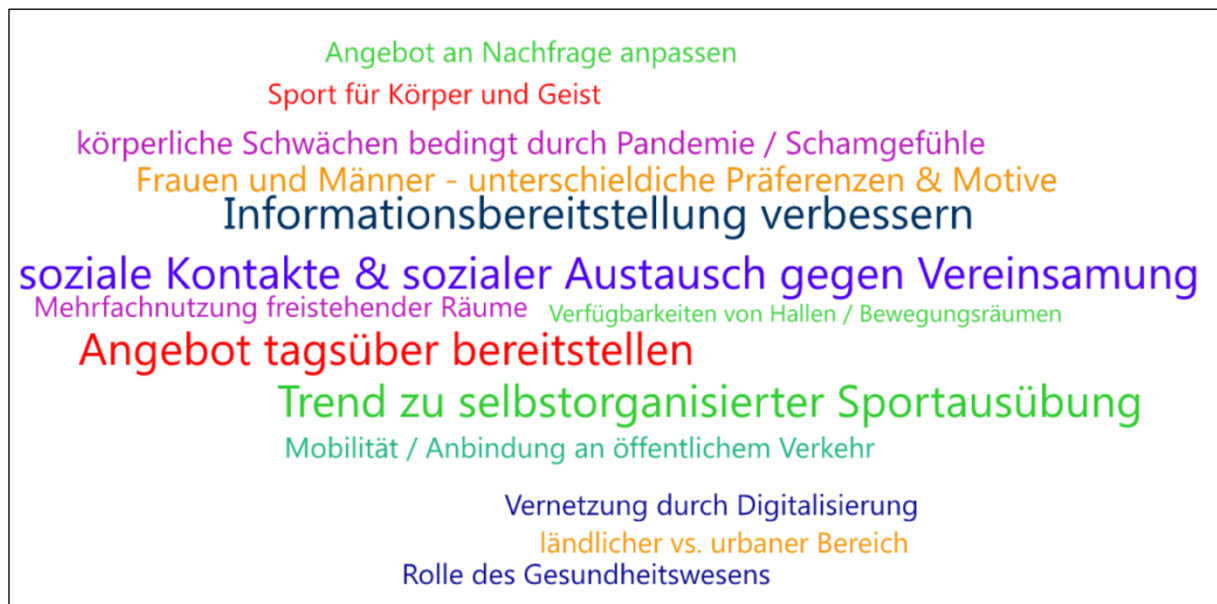 Angebot an Nachfrage anpassen
Sport für Körper und Geist
körperliche Schwächen bedingt durch Pandemie / Schamgefühle
Frauen und Männer - unterschieldiche Präferenzen & Motive
Informationsbereitstellung verbessern
soziale Kontakte & sozialer Austausch gegen Vereinsamung
Mehrfachnutzung freistehender Räume
Verfügbarkeiten von Hallen / Bewegungsräumen
Angebot tagsüber bereitstellen
Trend zu selbstorganisierter Sportausübung
Mobilität / Anbindung an öffentlichem Verkehr
Vernetzung durch Digitalisierung
ländlicher vs. urbaner Bereich
Rolle des Gesundheitswesens